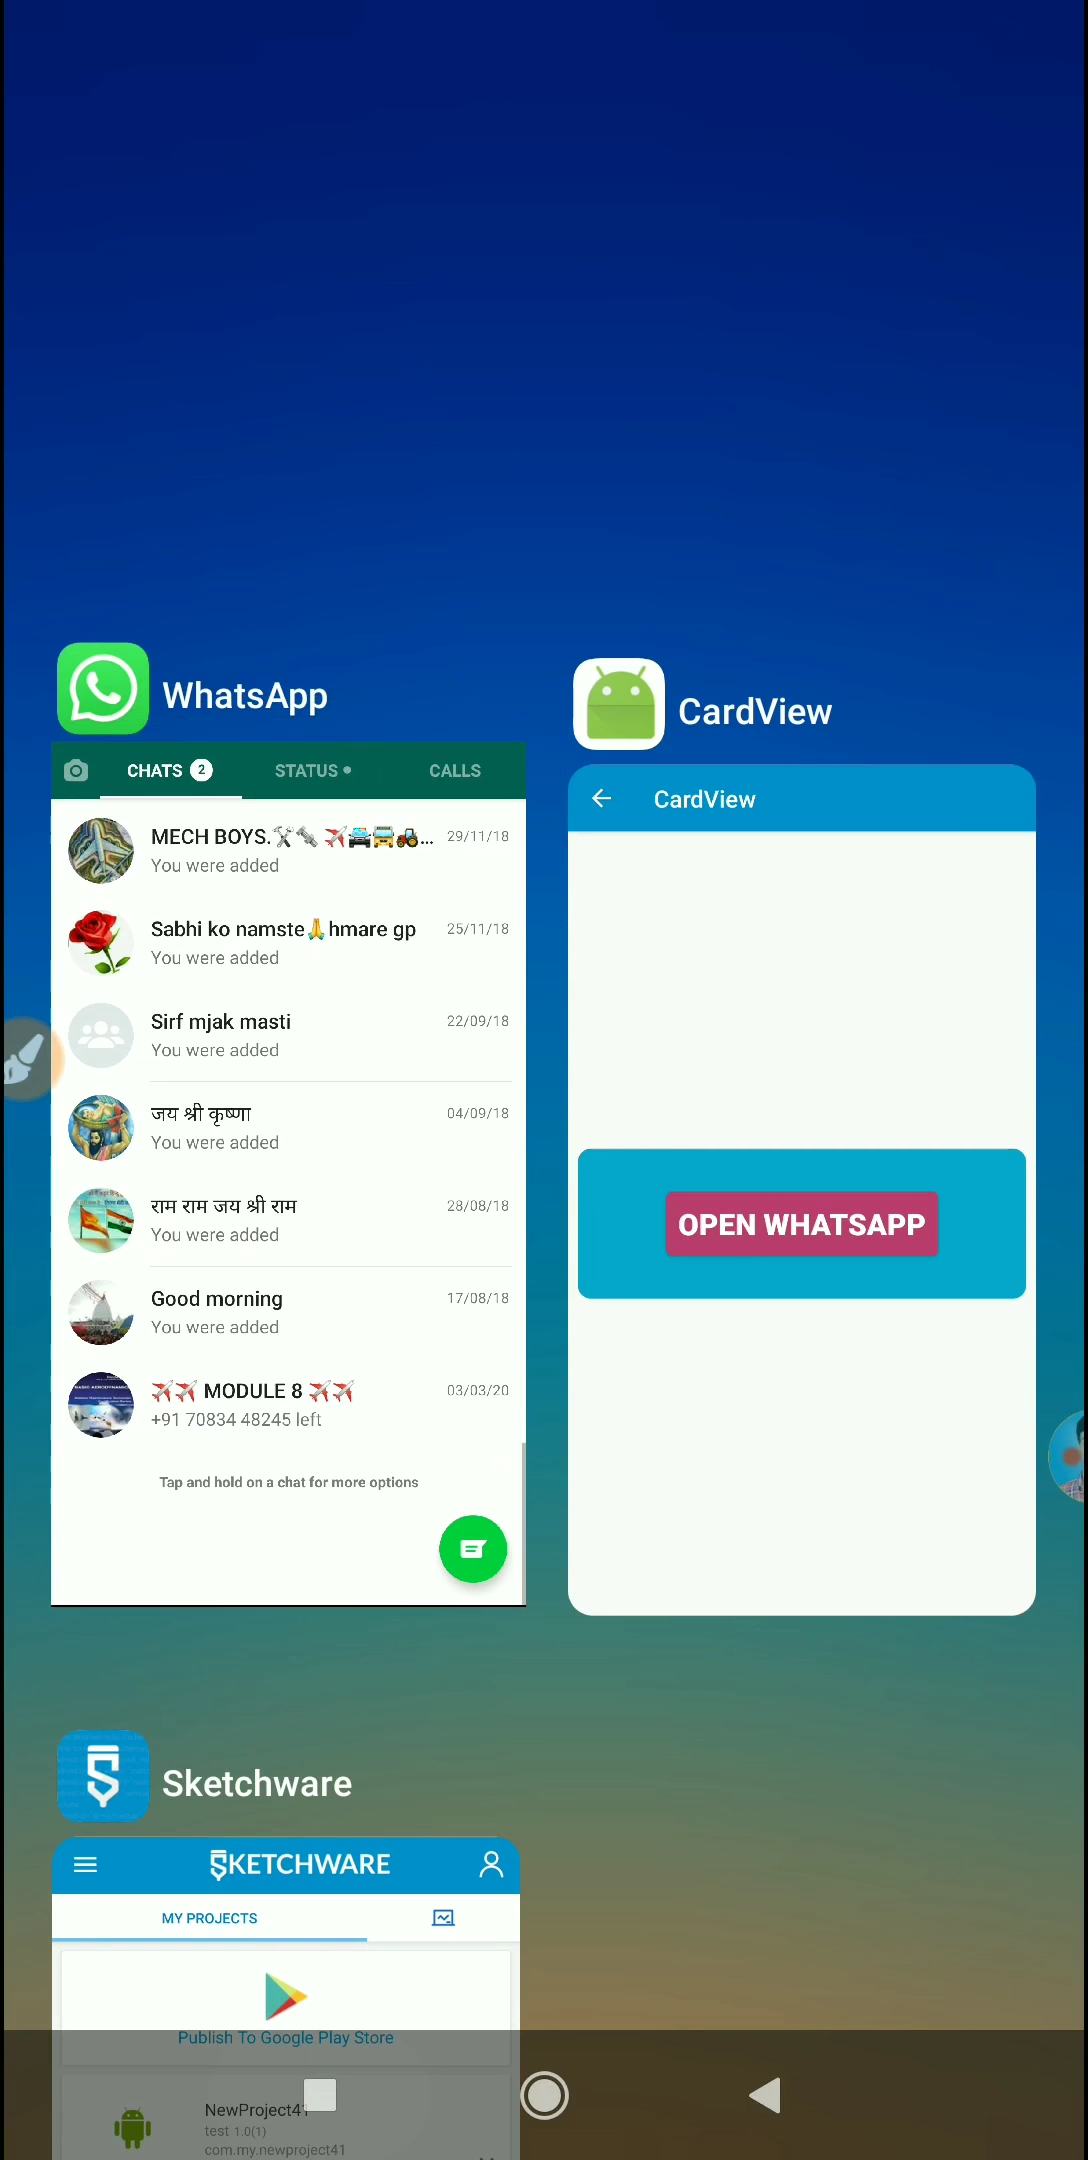 WhatsApp
CHATS 2 STATUS CALLS
MECH BOYS.🛠️🔩✈️🚔🚍🚜... 29/11/18
You were added
Sabhi ko namste🙏hmare gp 25/11/18
You were added
Sirf mjak masti 22/09/18
You were added
जय श्री कृष्णा 04/09/18
You were added
राम राम जय श्री राम 28/08/18
You were added
Good morning 17/08/18
You were added
✈️✈️ MODULE 8 ✈️✈️ 03/03/20
+91 70834 48245 left
Tap and hold on a chat for more options
CardView
CardView
OPEN WHATSAPP
Sketchware
SKETCHWARE
MY PROJECTS
Publish To Google Play Store
NewProject41
test 1.0(1)
com.my.newproject41